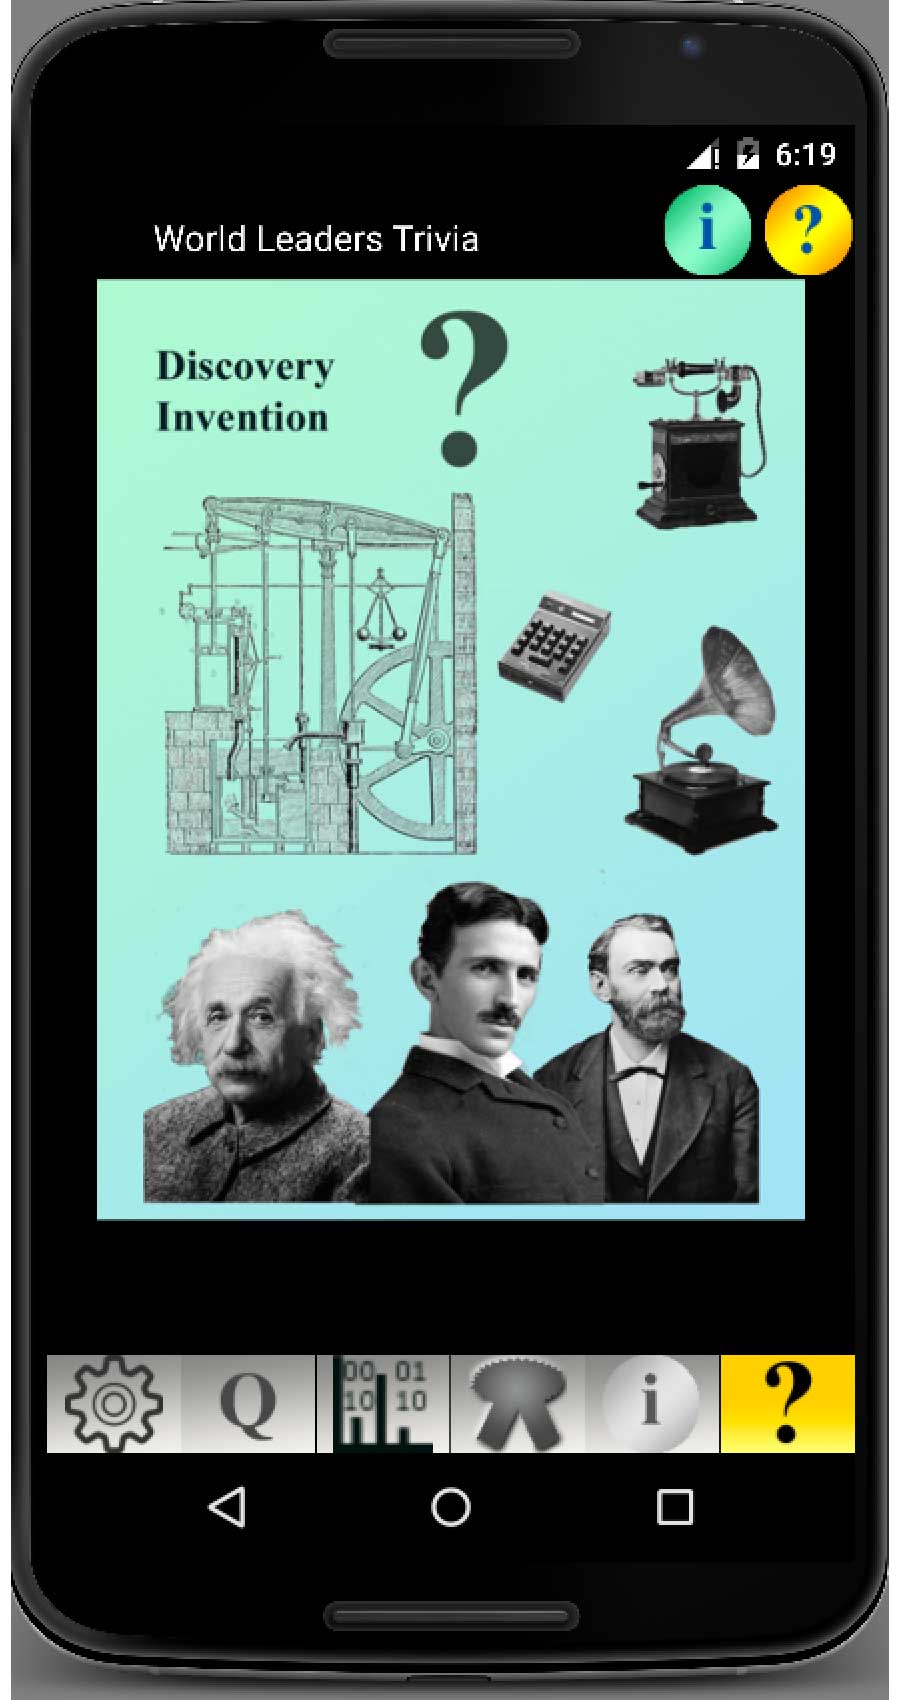 6:19
World Leaders Trivia
i
?
Discovery
Invention
?
Q
00 01
10 10
i
?